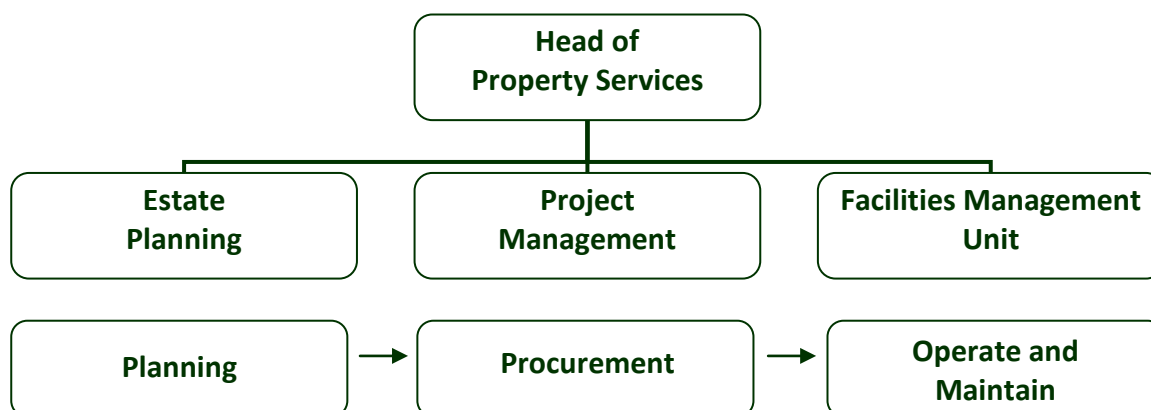 Head of
Property Services
Estate
Planning
Project
Management
Facilities Management
Unit
Planning
Procurement
Operate and
Maintain